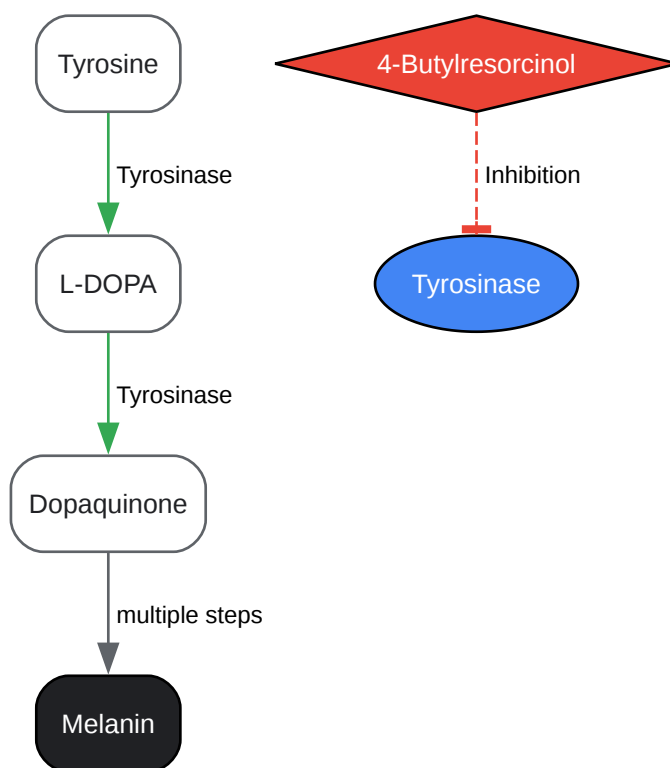 Tyrosine
4-Butylresorcinol
Tyrosinase
Inhibition
L-DOPA
Tyrosinase
Tyrosinase
Dopaquinone
multiple steps
Melanin